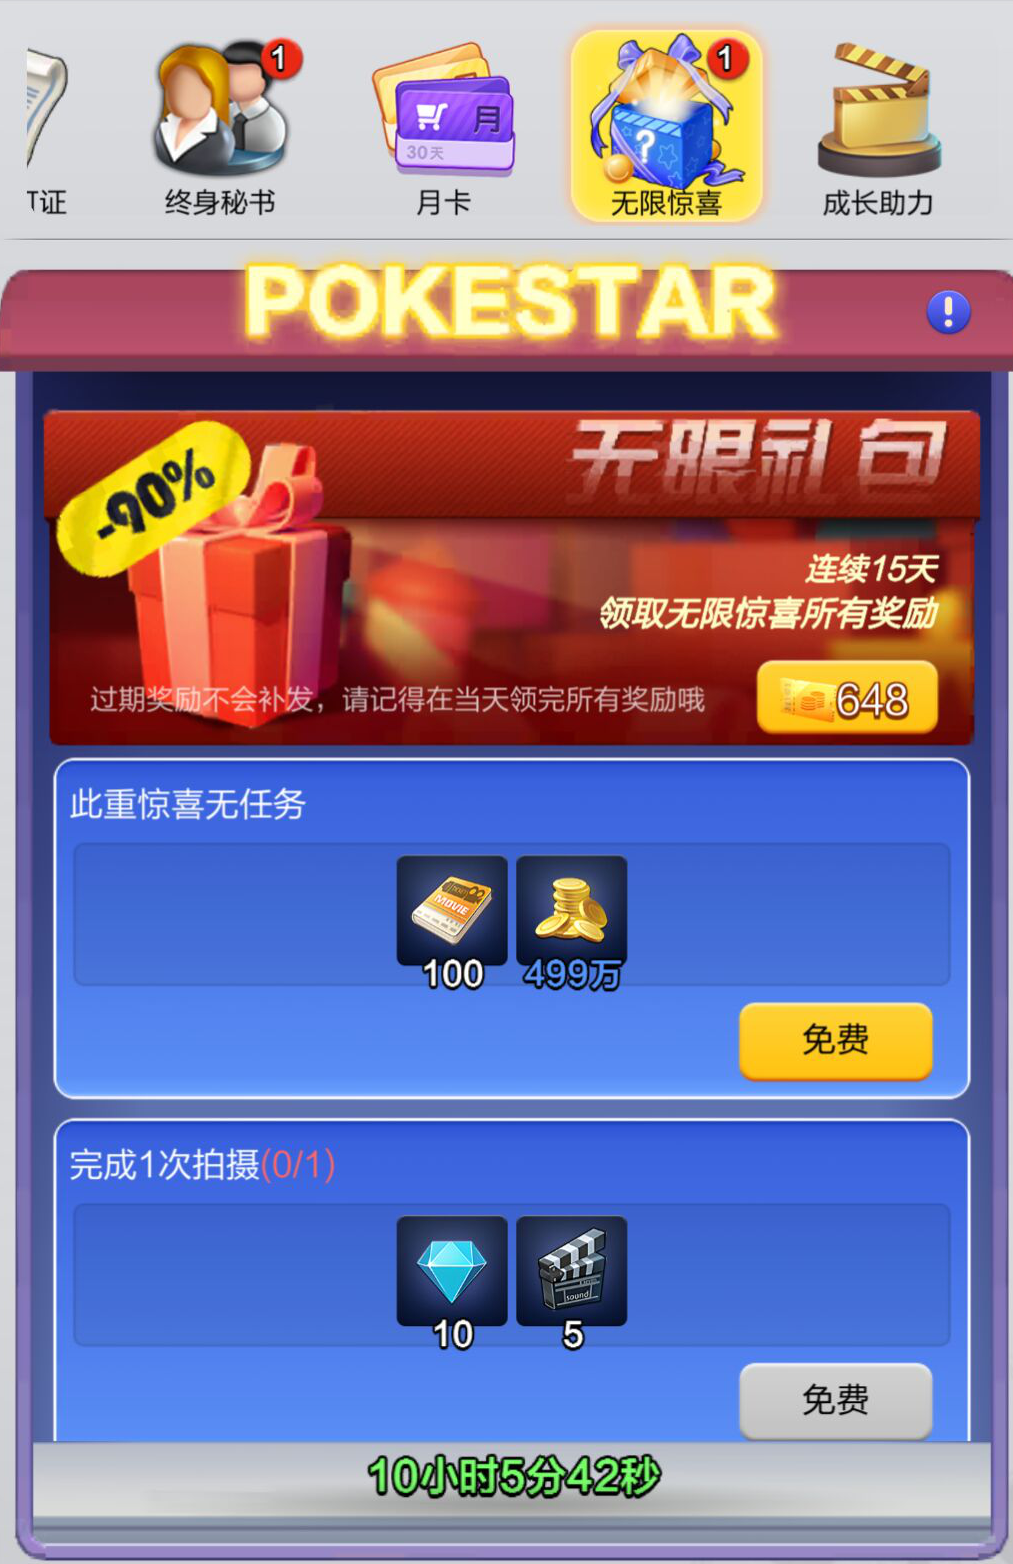 1
月
30天
?
1
证
终身秘书
月卡
无限惊喜
成长助力
POKESTAR
!
-90%
无限礼包
连续15天
领取无限惊喜所有奖励
过期奖励不会补发，请记得在当天领完所有奖励哦
648
此重惊喜无任务
MOVIE
100
499万
免费
完成1次拍摄(0/1)
sound
10
5
免费
10小时5分42秒